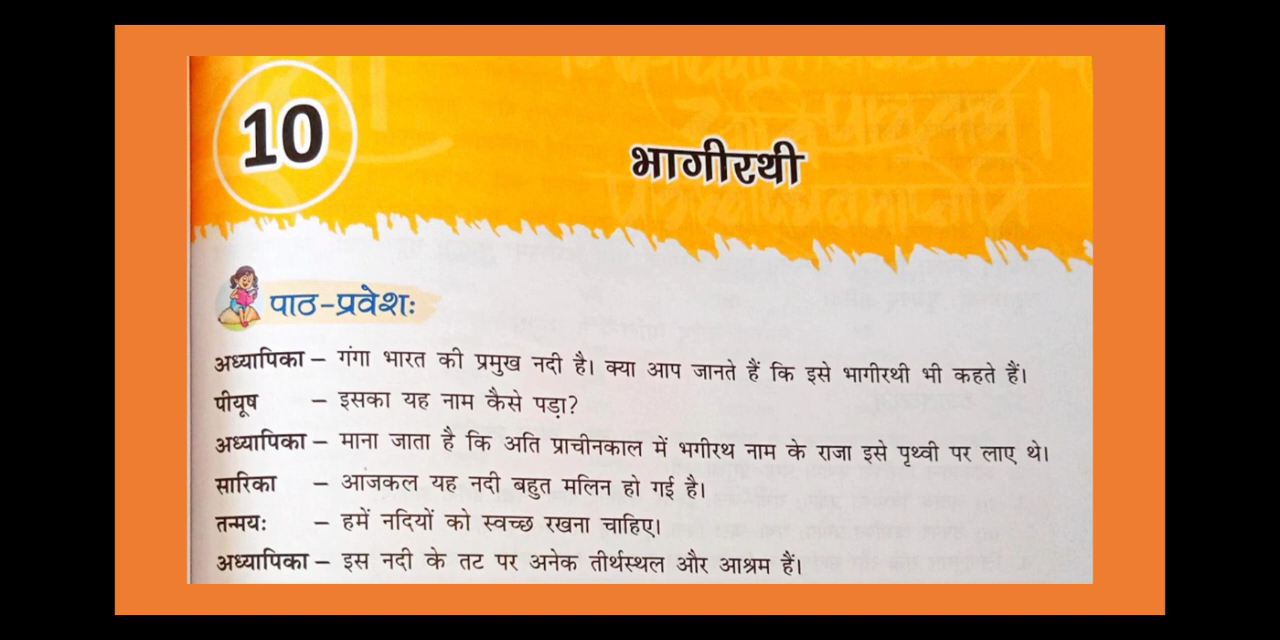 10
भागीरथी
पाठ-प्रवेशः
अध्यापिका – गंगा भारत की प्रमुख नदी है। क्या आप जानते हैं कि इसे भागीरथी भी कहते हैं।
पीयूष – इसका यह नाम कैसे पड़ा?
अध्यापिका – माना जाता है कि अति प्राचीनकाल में भगीरथ नाम के राजा इसे पृथ्वी पर लाए थे।
सारिका – आजकल यह नदी बहुत मलिन हो गई है।
तन्मयः – हमें नदियों को स्वच्छ रखना चाहिए।
अध्यापिका – इस नदी के तट पर अनेक तीर्थस्थल और आश्रम हैं।